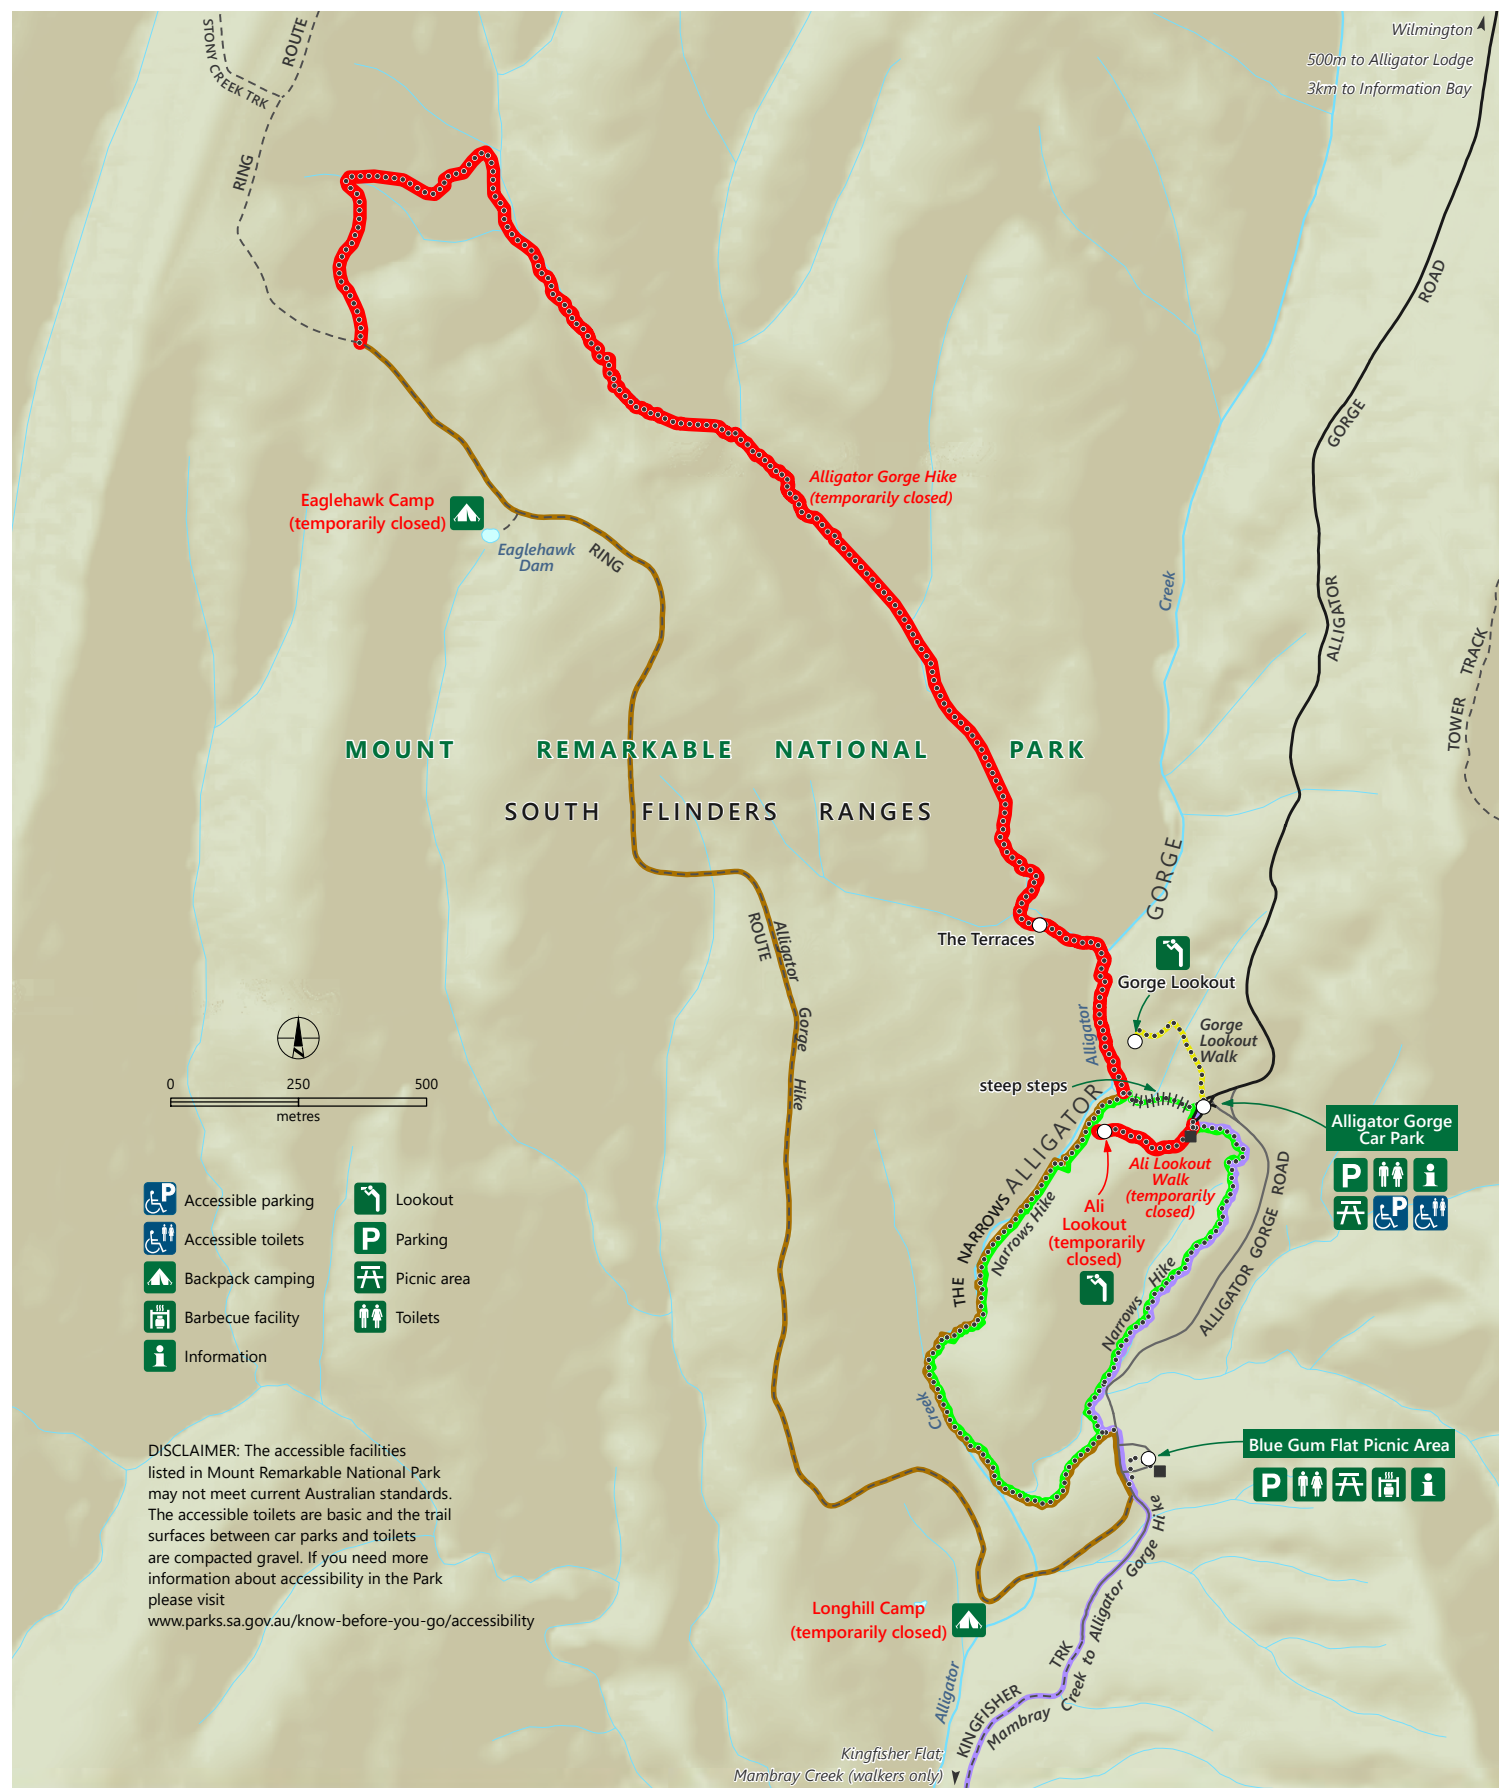 Wilmington
500m to Alligator Lodge
3km to Information Bay
STONY CREEK TRK
RING ROUTE
ALLIGATOR GORGE ROAD
Alligator Gorge Hike
(temporarily closed)
Eaglehawk Camp
(temporarily closed)
Eaglehawk
Dam
RING
Creek
TOWER TRACK
MOUNT REMARKABLE NATIONAL PARK
SOUTH FLINDERS RANGES
ROUTE
Alligator Gorge Hike
The Terraces
GORGE
Gorge Lookout
Gorge
Lookout
Walk
Alligator
steep steps
ALLIGATOR
Alligator Gorge
Car Park
P
i
P
Ali Lookout
Walk
(temporarily
closed)
Ali
Lookout
(temporarily
closed)
THE NARROWS
Narrows Hike
Narrows Hike
ALLIGATOR GORGE ROAD
Creek
0 250 500
metres
P
Accessible parking
Accessible toilets
Backpack camping
Barbecue facility
i
Information
Lookout
P
Parking
Picnic area
Toilets
Blue Gum Flat Picnic Area
P
i
DISCLAIMER: The accessible facilities
listed in Mount Remarkable National Park
may not meet current Australian standards.
The accessible toilets are basic and the trail
surfaces between car parks and toilets
are compacted gravel. If you need more
information about accessibility in the Park
please visit
www.parks.sa.gov.au/know-before-you-go/accessibility
Longhill Camp
(temporarily closed)
Alligator
KINGFISHER TRK
Mambray Creek to Alligator Gorge Hike
Kingfisher Flat;
Mambray Creek (walkers only)